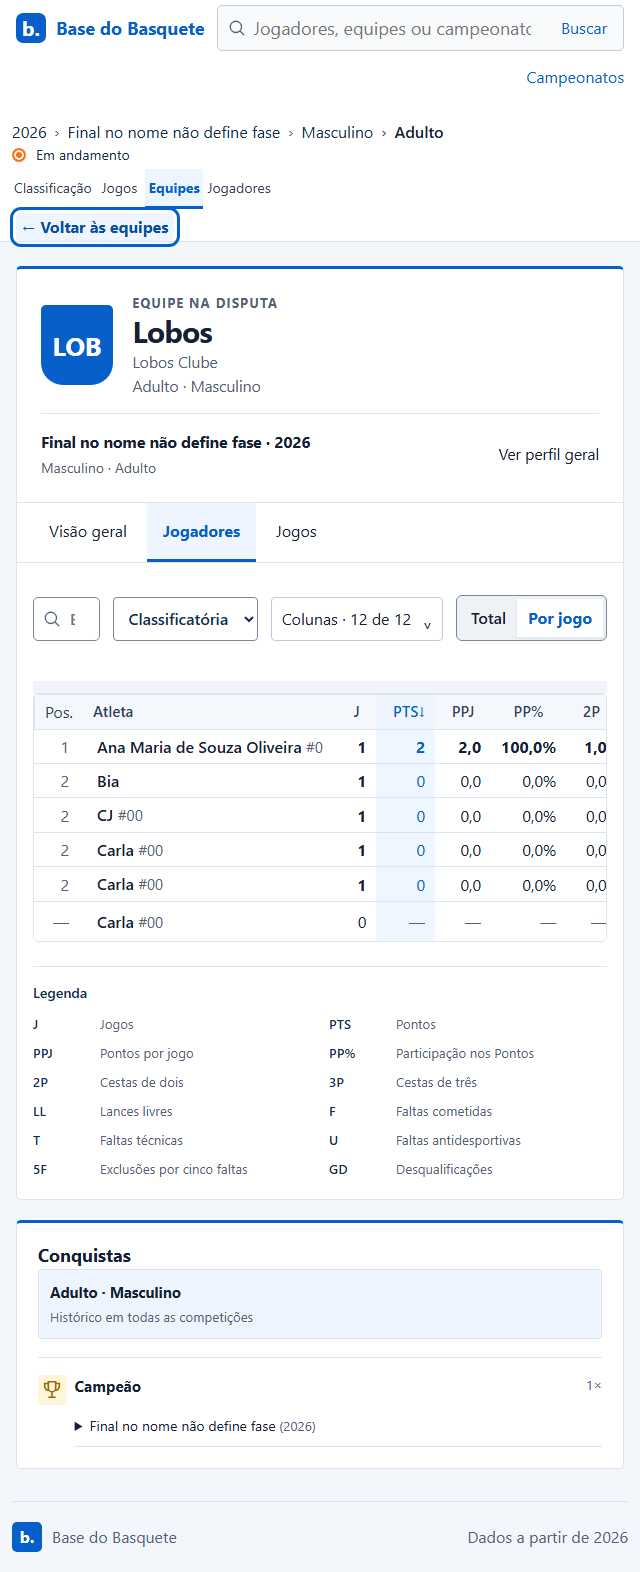 b. Base do Basquete Jogadores, equipes ou campeonato Buscar
Campeonatos
2026 › Final no nome não define fase › Masculino › Adulto
Em andamento
Classificação Jogos Equipes Jogadores
← Voltar às equipes
EQUIPE NA DISPUTA
LOB
Lobos
Lobos Clube
Adulto · Masculino
Final no nome não define fase · 2026
Masculino · Adulto
Ver perfil geral
Visão geral Jogadores Jogos
Classificatória Colunas · 12 de 12 Total Por jogo
Pos. Atleta J PTS↓ PPJ PP% 2P
1 Ana Maria de Souza Oliveira #0 1 2 2,0 100,0% 1,0
2 Bia 1 0 0,0 0,0% 0,0
2 CJ #00 1 0 0,0 0,0% 0,0
2 Carla #00 1 0 0,0 0,0% 0,0
2 Carla #00 1 0 0,0 0,0% 0,0
— Carla #00 0 — — — —
Legenda
J Jogos PTS Pontos
PPJ Pontos por jogo PP% Participação nos Pontos
2P Cestas de dois 3P Cestas de três
LL Lances livres F Faltas cometidas
T Faltas técnicas U Faltas antidesportivas
5F Exclusões por cinco faltas GD Desqualificações
Conquistas
Adulto · Masculino
Histórico em todas as competições
Campeão 1×
▶ Final no nome não define fase (2026)
b. Base do Basquete Dados a partir de 2026